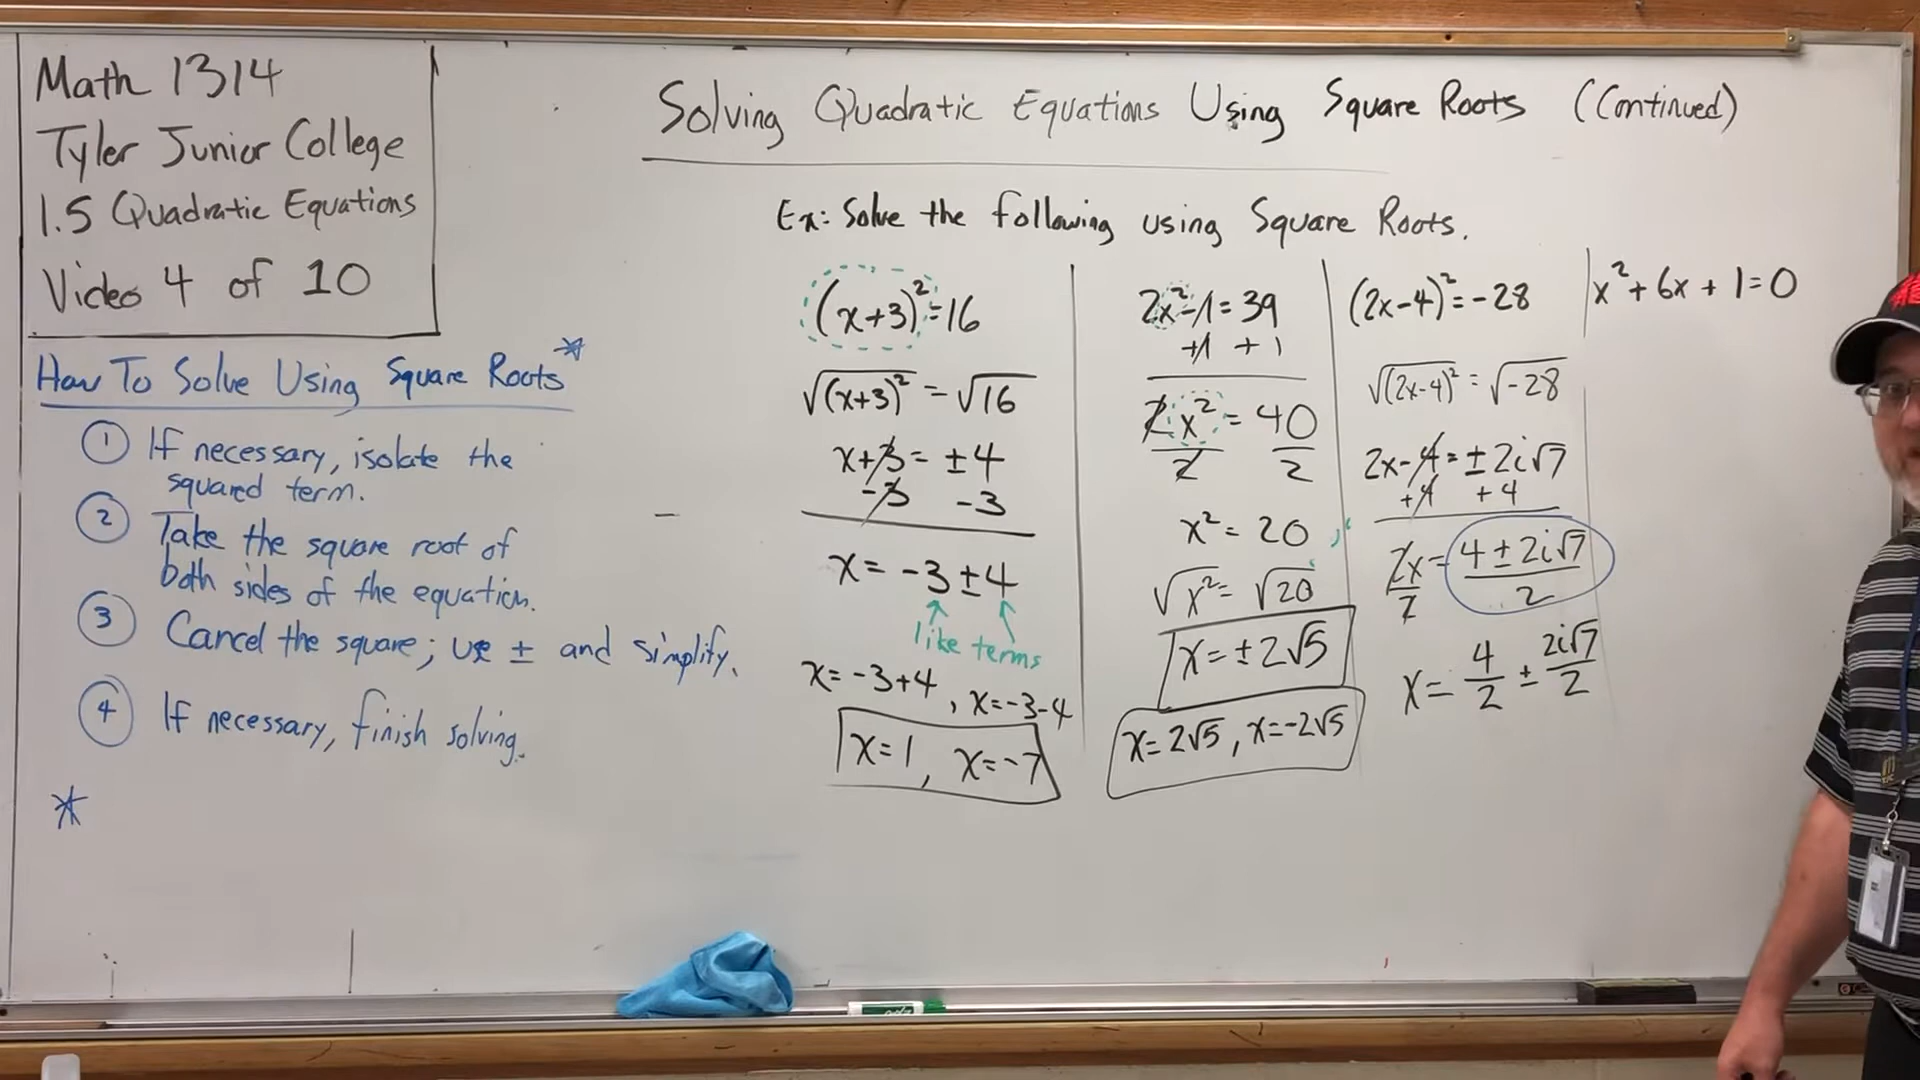 Math 1314
Tyler Junior College
1.5 Quadratic Equations
Video 4 of 10
How To Solve Using Square Roots*
① If necessary, isolate the
squared term.
② Take the square root of
both sides of the equation.
③ Cancel the square; use ± and simplify.
④ If necessary, finish solving.
*
Solving Quadratic Equations Using Square Roots (Continued)
Ex: Solve the following using Square Roots.
(x+3)²=16
√(x+3)² = √16
x+3 = ±4
-3 -3
x = -3 ± 4
like terms
x = -3+4, x = -3-4
x = 1, x = -7
2x²-1 = 39
+1 +1
2x² = 40
2 2
x² = 20
√x² = √20
x = ±2√5
x = 2√5, x = -2√5
(2x-4)² = -28
√(2x-4)² = √-28
2x-4 = ±2i√7
+4 +4
2x = 4 ± 2i√7
2 2
x = 4/2 ± 2i√7/2
x² + 6x + 1 = 0